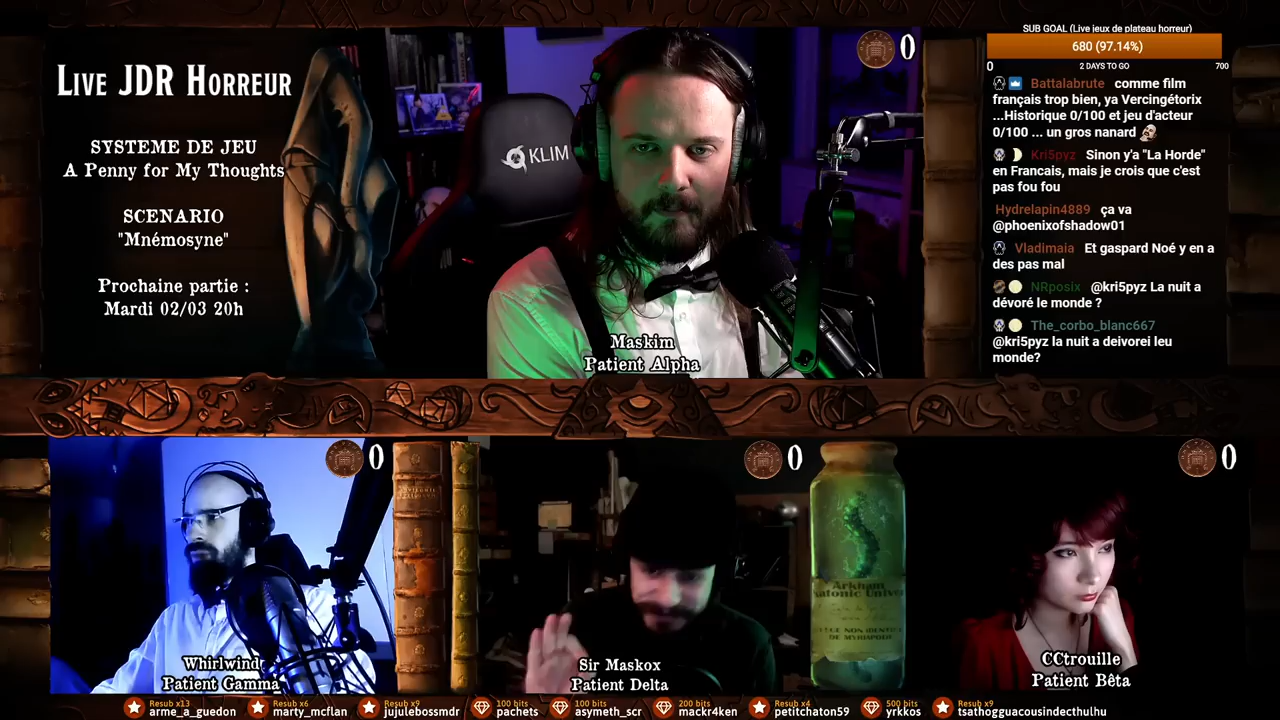 LIVE JDR HORREUR
SYSTEME DE JEU
A Penny for My Thoughts
SCENARIO
"Mnémosyne"
Prochaine partie :
Mardi 02/03 20h
KLIM
0
Maskim
Patient Alpha
SUB GOAL (Live jeux de plateau horreur)
680 (97.14%)
0
2 DAYS TO GO
700
Battalabrute comme film
français trop bien, ya Vercingétorix
...Historique 0/100 et jeu d'acteur
0/100 ... un gros nanard
Kri5pyz Sinon y'a "La Horde"
en Francais, mais je crois que c'est
pas fou fou
Hydrelapin4889 ça va
@phoenixofshadow01
Vladimaia Et gaspard Noé y en a
des pas mal
NRposix @kri5pyz La nuit a
dévoré le monde ?
The_corbo_blanc667
@kri5pyz la nuit a deivorei leu
monde?
0
Whirlwind
Patient Gamma
0
Sir Maskox
Patient Delta
Arkham
0
CCtrouille
Patient Bêta
Resub x13
arme_a_guedon
Resub x6
marty_mcflan
Resub x9
jujulebossmdr
100 bits
pachets
100 bits
asymeth_scr
200 bits
mackr4ken
Resub x4
petitchaton59
500 bits
yrkkos
Resub x9
tsathogguacousindecthulhu